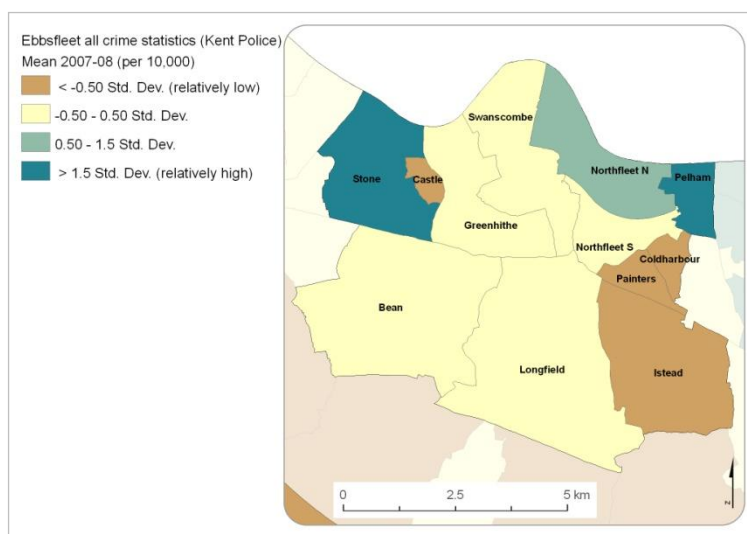 Ebbsfleet all crime statistics (Kent Police)
Mean 2007-08 (per 10,000)
< -0.50 Std. Dev. (relatively low)
-0.50 - 0.50 Std. Dev.
0.50 - 1.5 Std. Dev.
> 1.5 Std. Dev. (relatively high)
Swanscombe
Northfleet N
Pelham
Stone
Castle
Greenhithe
Northfleet S
Coldharbour
Painters
Bean
Longfield
Istead
0 2.5 5 km
N